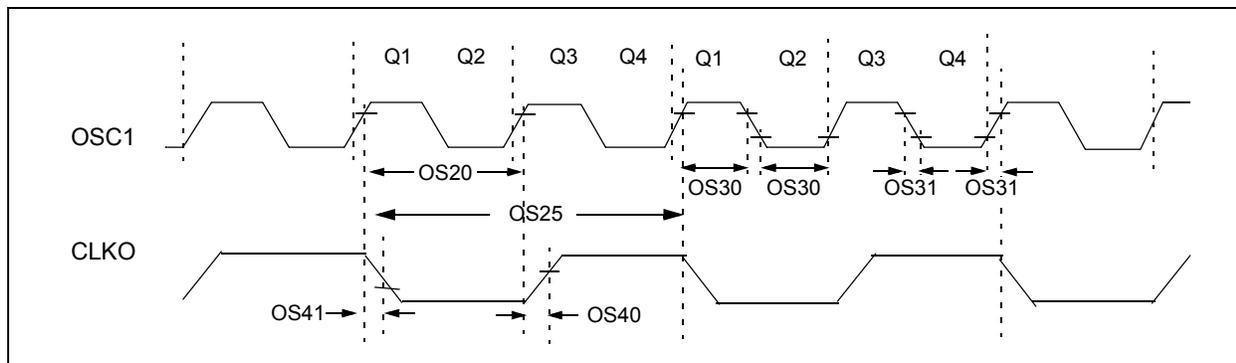 Q1 Q2 Q3 Q4 Q1 Q2 Q3 Q4
OSC1
OS20 OS30 OS30 OS31 OS31
OS25
CLKO
OS41 OS40